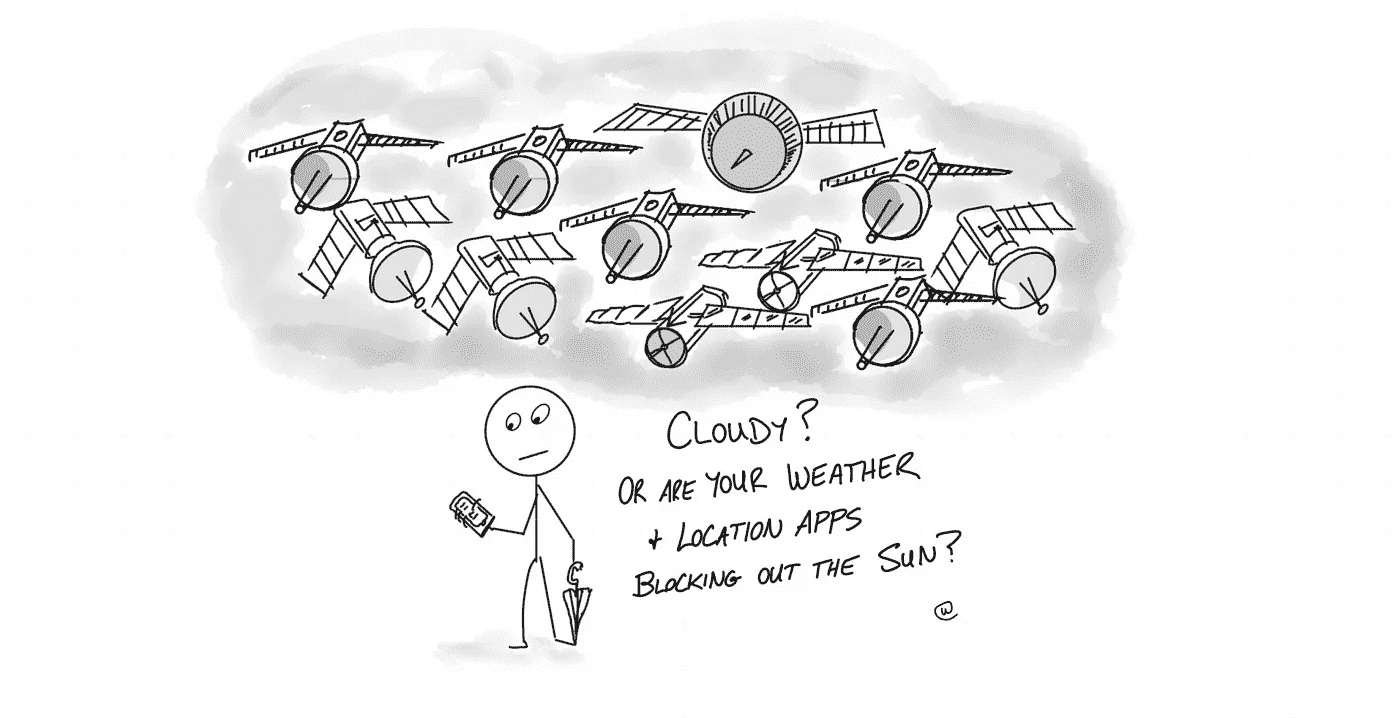 CLOUDY?
OR ARE YOUR WEATHER
+ LOCATION APPS
BLOCKING OUT THE SUN?
W